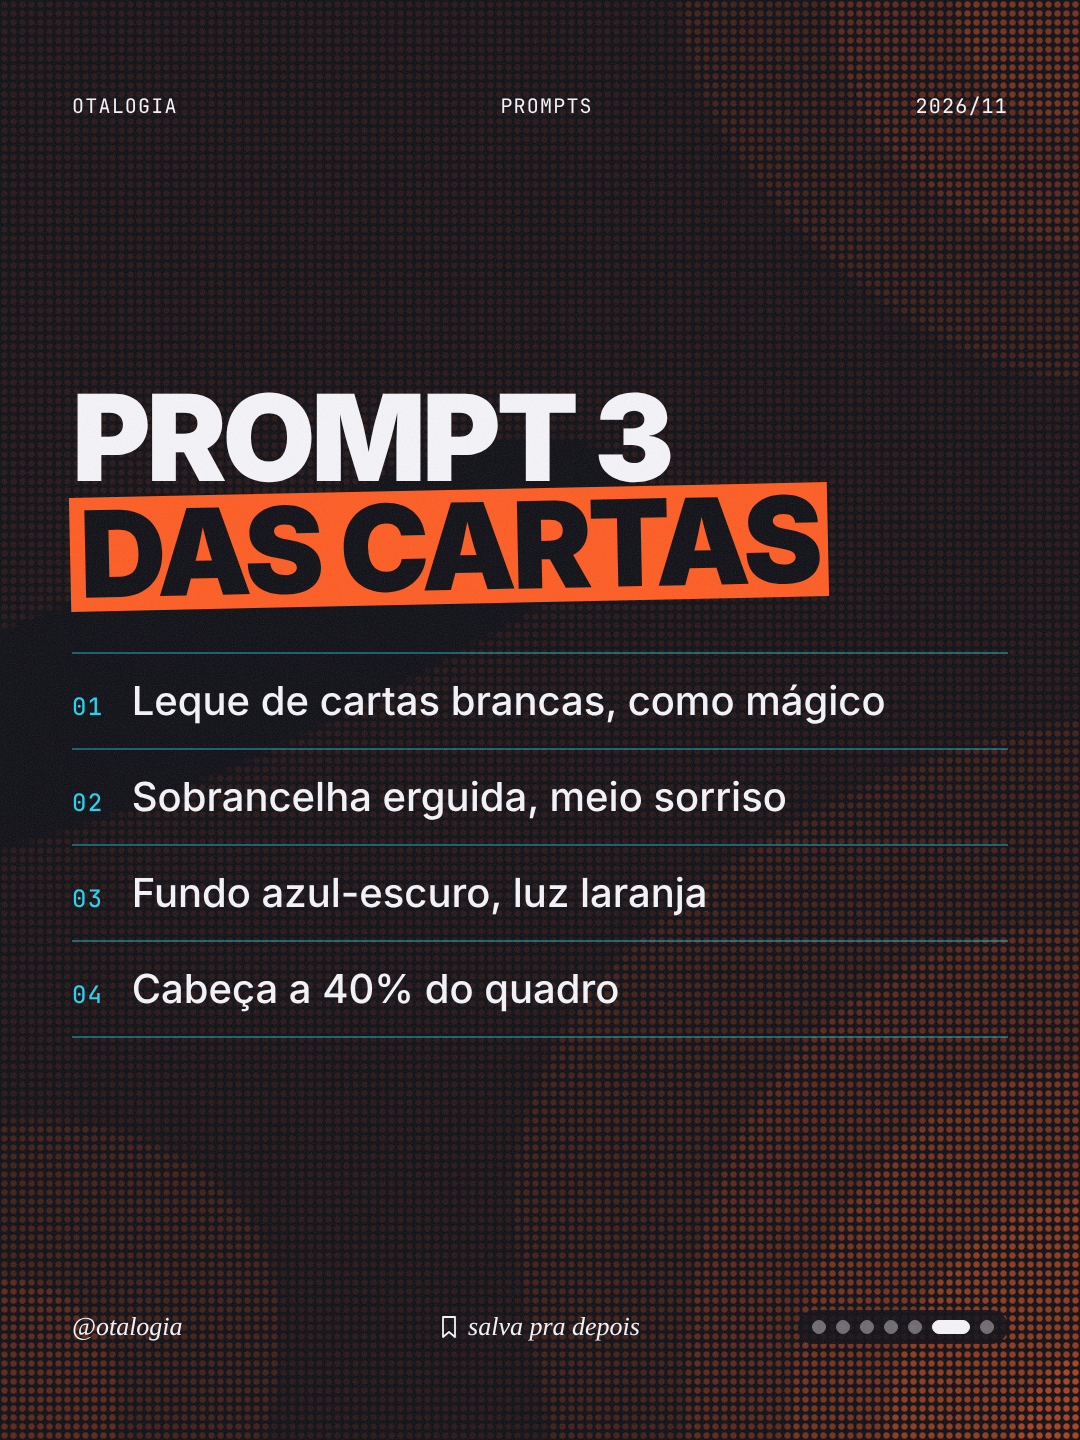 OTALOGIA
PROMPTS
2026/11
PROMPT 3
DAS CARTAS
01 Leque de cartas brancas, como mágico
02 Sobrancelha erguida, meio sorriso
03 Fundo azul-escuro, luz laranja
04 Cabeça a 40% do quadro
@otalogia
salva pra depois